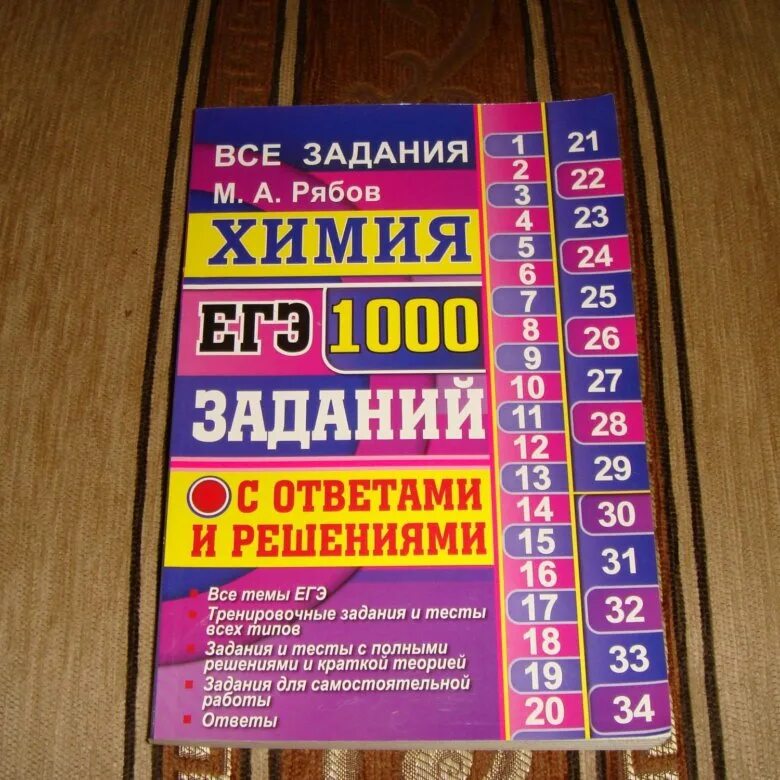 ВСЕ ЗАДАНИЯ
М. А. Рябов
ХИМИЯ
ЕГЭ 1000
ЗАДАНИЙ
С ОТВЕТАМИ
И РЕШЕНИЯМИ
Все темы ЕГЭ
Тренировочные задания и тесты
всех типов
Задания и тесты с полными
решениями и краткой теорией
Задания для самостоятельной
работы
Ответы
1
2
3
4
5
6
7
8
9
10
11
12
13
14
15
16
17
18
19
20
21
22
23
24
25
26
27
28
29
30
31
32
33
34